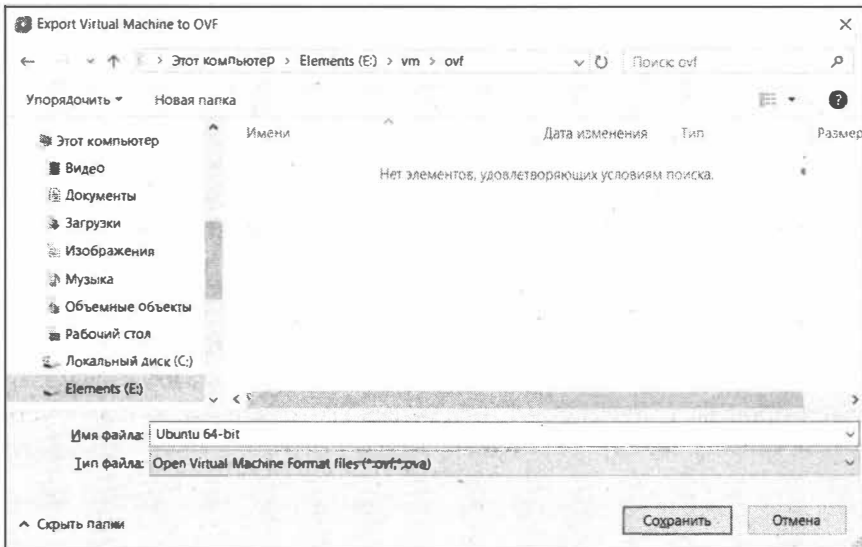 Export Virtual Machine to OVF
Этот компьютер > Elements (E:) > vm > ovf
Поиск: ovf
Упорядочить
Новая папка
Имени Дата изменения Тип Размер
Нет элементов, удовлетворяющих условиям поиска.
Этот компьютер
Видео
Документы
Загрузки
Изображения
Музыка
Объемные объекты
Рабочий стол
Локальный диск (C:)
Elements (E:)
Имя файла: Ubuntu 64-bit
Тип файла: Open Virtual Machine Format files (*.ovf;*.ova)
Скрыть папки
Сохранить
Отмена